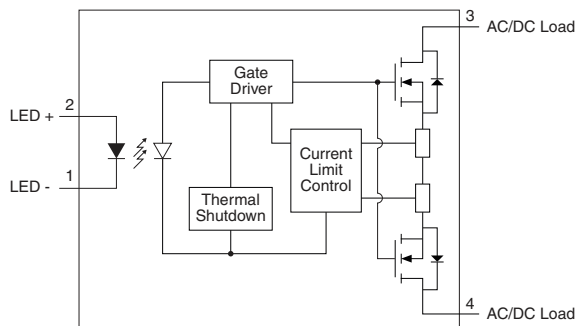 3
AC/DC Load
Gate
Driver
2
LED +
Current
Limit
Control
1
LED -
Thermal
Shutdown
4
AC/DC Load